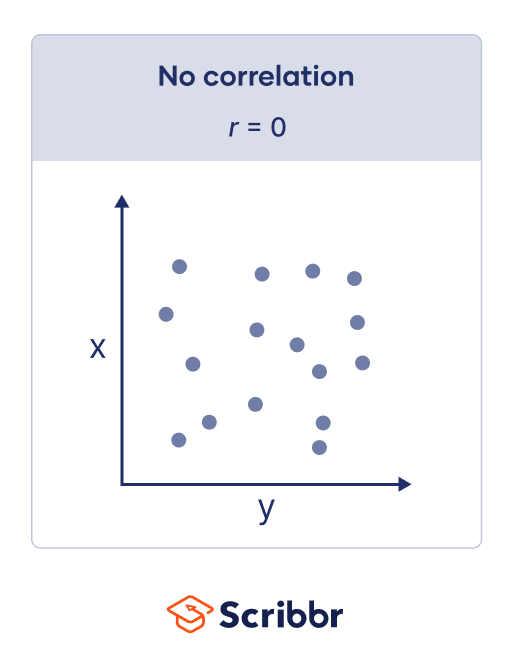 No correlation
r = 0
x
y
Scribbr